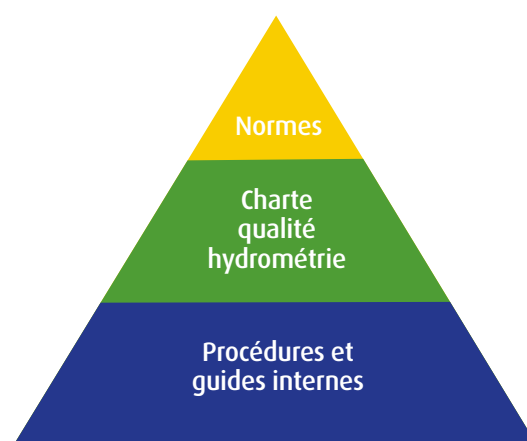 Normes
Charte
qualité
hydrométrie
Procédures et
guides internes